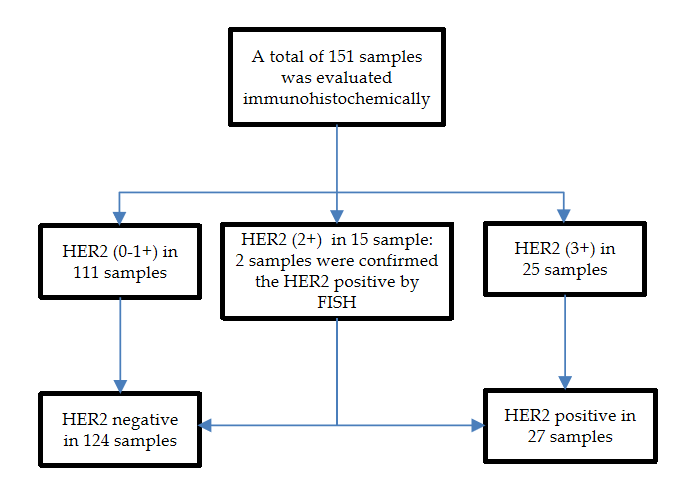 A total of 151 samples
was evaluated
immunohistochemically
HER2 (0-1+) in
111 samples
HER2 (2+) in 15 sample:
2 samples were confirmed
the HER2 positive by
FISH
HER2 (3+) in
25 samples
HER2 negative
in 124 samples
HER2 positive in
27 samples